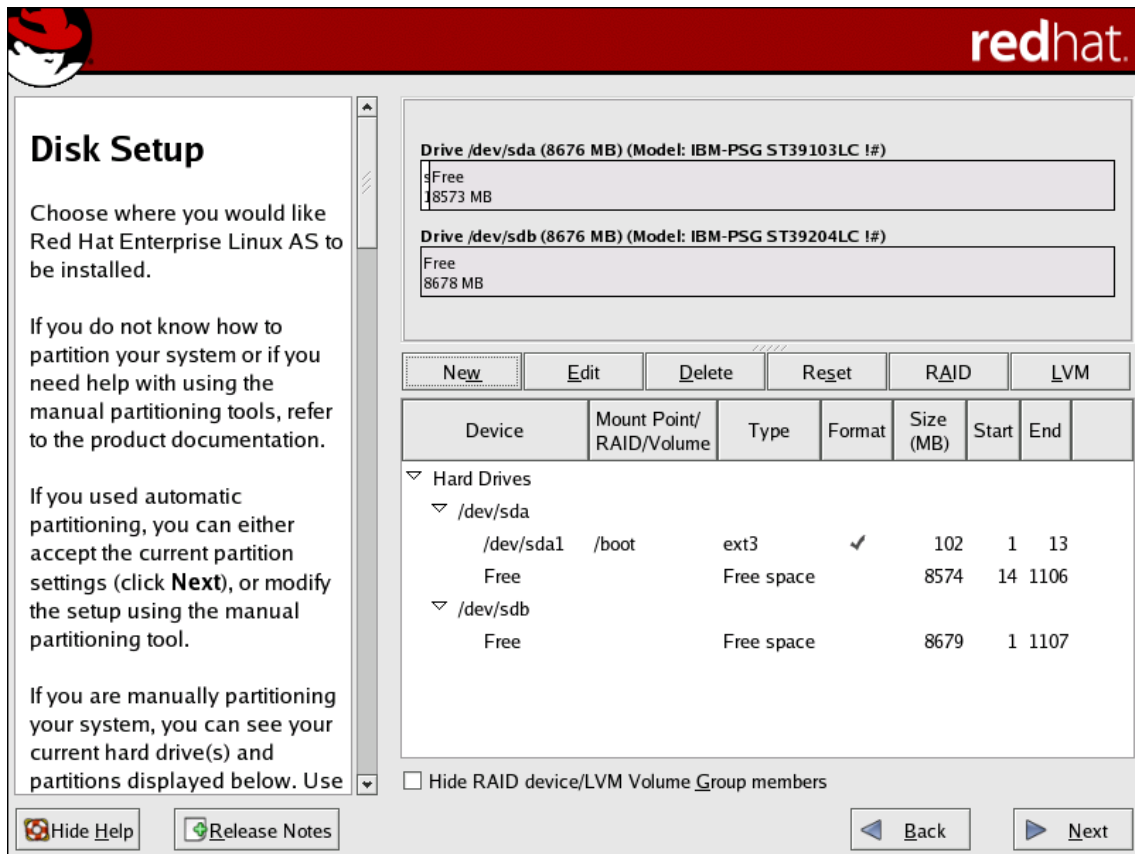 redhat.
Disk Setup
Choose where you would like
Red Hat Enterprise Linux AS to
be installed.
If you do not know how to
partition your system or if you
need help with using the
manual partitioning tools, refer
to the product documentation.
If you used automatic
partitioning, you can either
accept the current partition
settings (click Next), or modify
the setup using the manual
partitioning tool.
If you are manually partitioning
your system, you can see your
current hard drive(s) and
partitions displayed below. Use
Drive /dev/sda (8676 MB) (Model: IBM-PSG ST39103LC !#)
s Free
1 8573 MB
Drive /dev/sdb (8676 MB) (Model: IBM-PSG ST39204LC !#)
Free
8678 MB
New Edit Delete Reset RAID LVM
Device Mount Point/ RAID/Volume Type Format Size (MB) Start End
Hard Drives
/dev/sda
/dev/sda1 /boot ext3 ✔ 102 1 13
Free Free space 8574 14 1106
/dev/sdb
Free Free space 8679 1 1107
Hide RAID device/LVM Volume Group members
Hide Help Release Notes Back Next